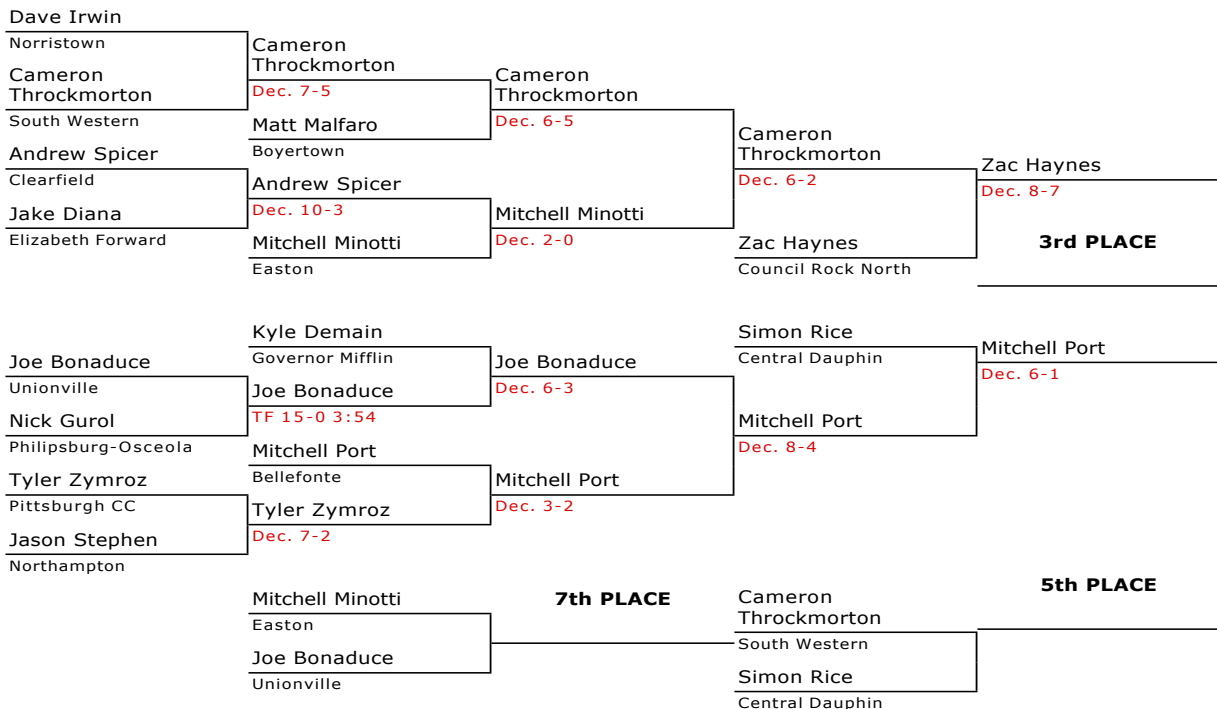 Dave Irwin
Norristown
Cameron
Throckmorton
South Western
Andrew Spicer
Clearfield
Jake Diana
Elizabeth Forward
Cameron
Throckmorton
Dec. 7-5
Matt Malfaro
Boyertown
Andrew Spicer
Dec. 10-3
Mitchell Minotti
Easton
Cameron
Throckmorton
Dec. 6-5
Mitchell Minotti
Dec. 2-0
Cameron
Throckmorton
Dec. 6-2
Zac Haynes
Council Rock North
Zac Haynes
Dec. 8-7
3rd PLACE
Joe Bonaduce
Unionville
Nick Gurol
Philipsburg-Osceola
Tyler Zymroz
Pittsburgh CC
Jason Stephen
Northampton
Kyle Demain
Governor Mifflin
Joe Bonaduce
TF 15-0 3:54
Mitchell Port
Bellefonte
Tyler Zymroz
Dec. 7-2
Joe Bonaduce
Dec. 6-3
Mitchell Port
Dec. 3-2
Simon Rice
Central Dauphin
Mitchell Port
Dec. 8-4
Mitchell Port
Dec. 6-1
Mitchell Minotti
Easton
Joe Bonaduce
Unionville
7th PLACE
Cameron
Throckmorton
South Western
Simon Rice
Central Dauphin
5th PLACE